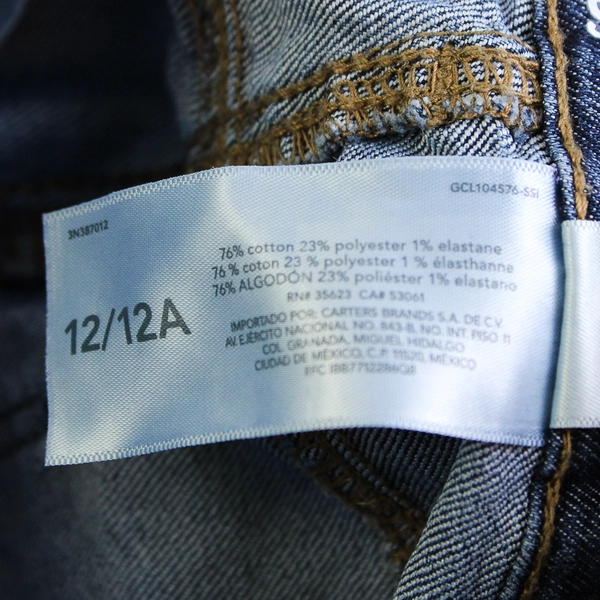 3N387012
GCL104576-SSI
76% cotton 23% polyester 1% elastane
76 % coton 23 % polyester 1 % élasthanne
76% ALGODÓN 23% poliéster 1% elastano
RN# 35623 CA# 53061
12/12A
IMPORTADO POR: CARTERS BRANDS S.A. DE C.V.
AV. EJÉRCITO NACIONAL NO. 843-B, NO. INT. PISO 11
COL. GRANADA, MIGUEL HIDALGO
CIUDAD DE MÉXICO, C.P. 11520, MÉXICO
RFC